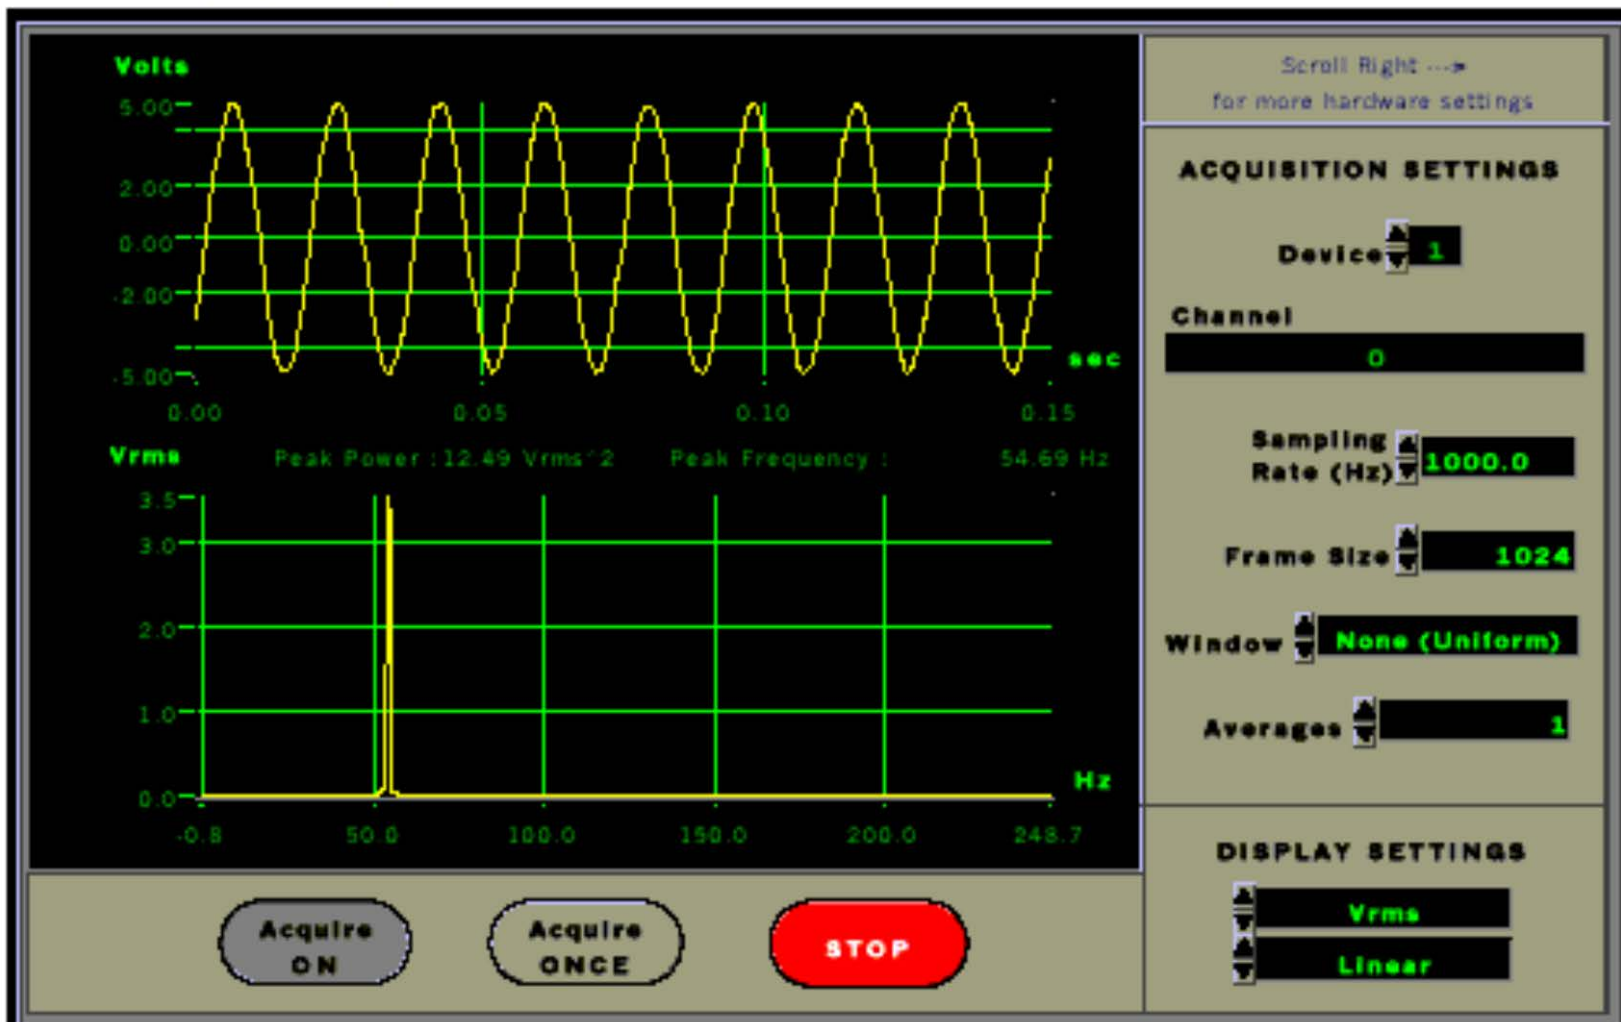 Volts
5.00
2.00
0.00
-2.00
-5.00
sec
0.00 0.05 0.10 0.15
Vrms Peak Power : 12.49 Vrms^2 Peak Frequency : 54.69 Hz
3.5
3.0
2.0
1.0
0.0
Hz
-0.8 50.0 100.0 150.0 200.0 248.7
Acquire
ON
Acquire
ONCE
STOP
Scroll Right --->
for more hardware settings
ACQUISITION SETTINGS
Device 1
Channel
0
Sampling
Rate (Hz) 1000.0
Frame Size 1024
Window None (Uniform)
Averages 1
DISPLAY SETTINGS
Vrms
Linear